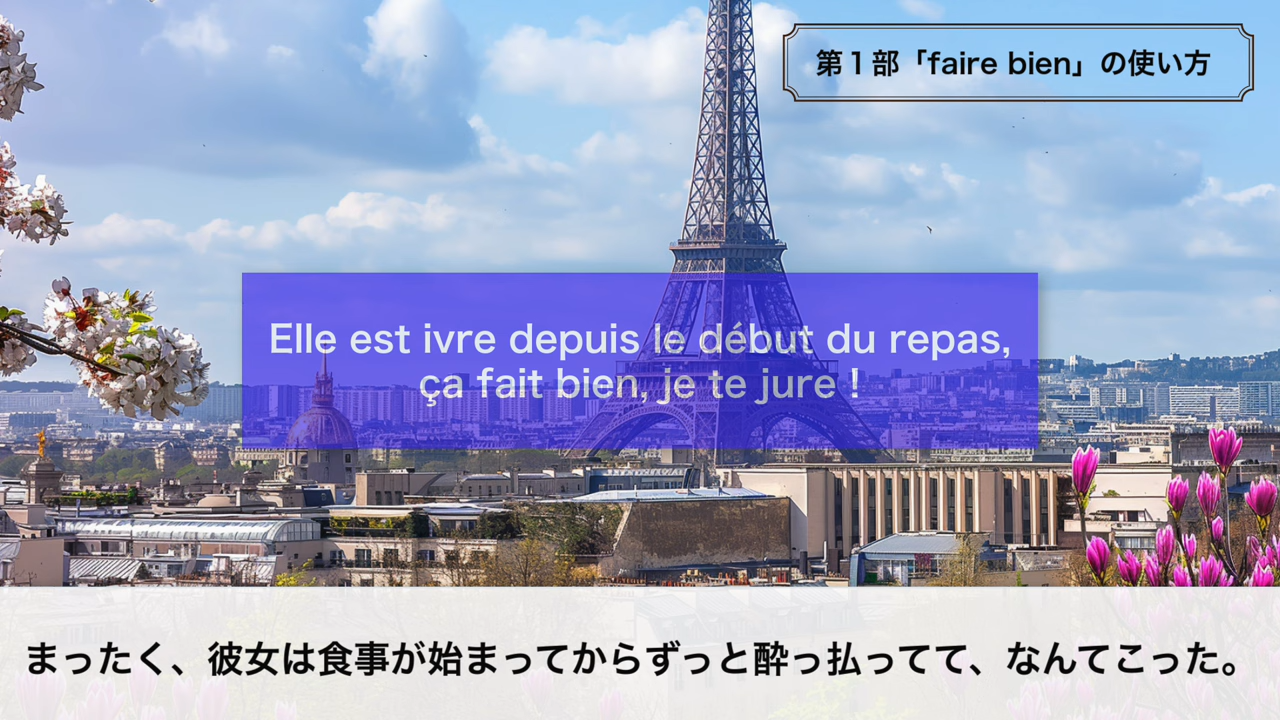 第１部「faire bien」の使い方
Elle est ivre depuis le début du repas,
ça fait bien, je te jure !
まったく、彼女は食事が始まってからずっと酔っ払ってて、なんてこった。